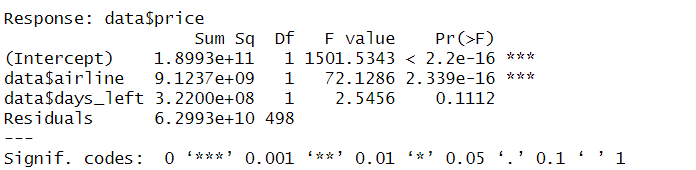 Response: data$price
Sum Sq Df F value Pr(>F)
(Intercept) 1.8993e+11 1 1501.5343 < 2.2e-16 ***
data$airline 9.1237e+09 1 72.1286 2.339e-16 ***
data$days_left 3.2200e+08 1 2.5456 0.1112
Residuals 6.2993e+10 498
---
Signif. codes: 0 ‘***’ 0.001 ‘**’ 0.01 ‘*’ 0.05 ‘.’ 0.1 ‘ ’ 1